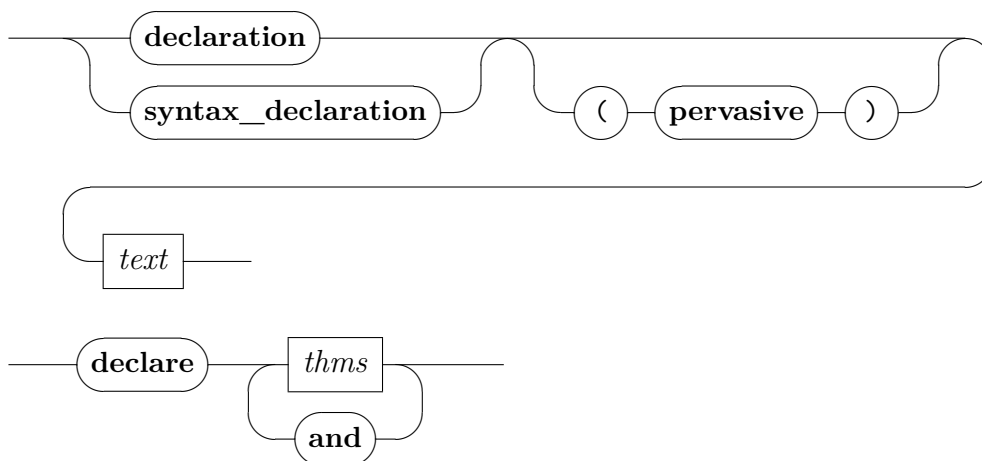 declaration
syntax_declaration ( pervasive )
text
declare thms
and